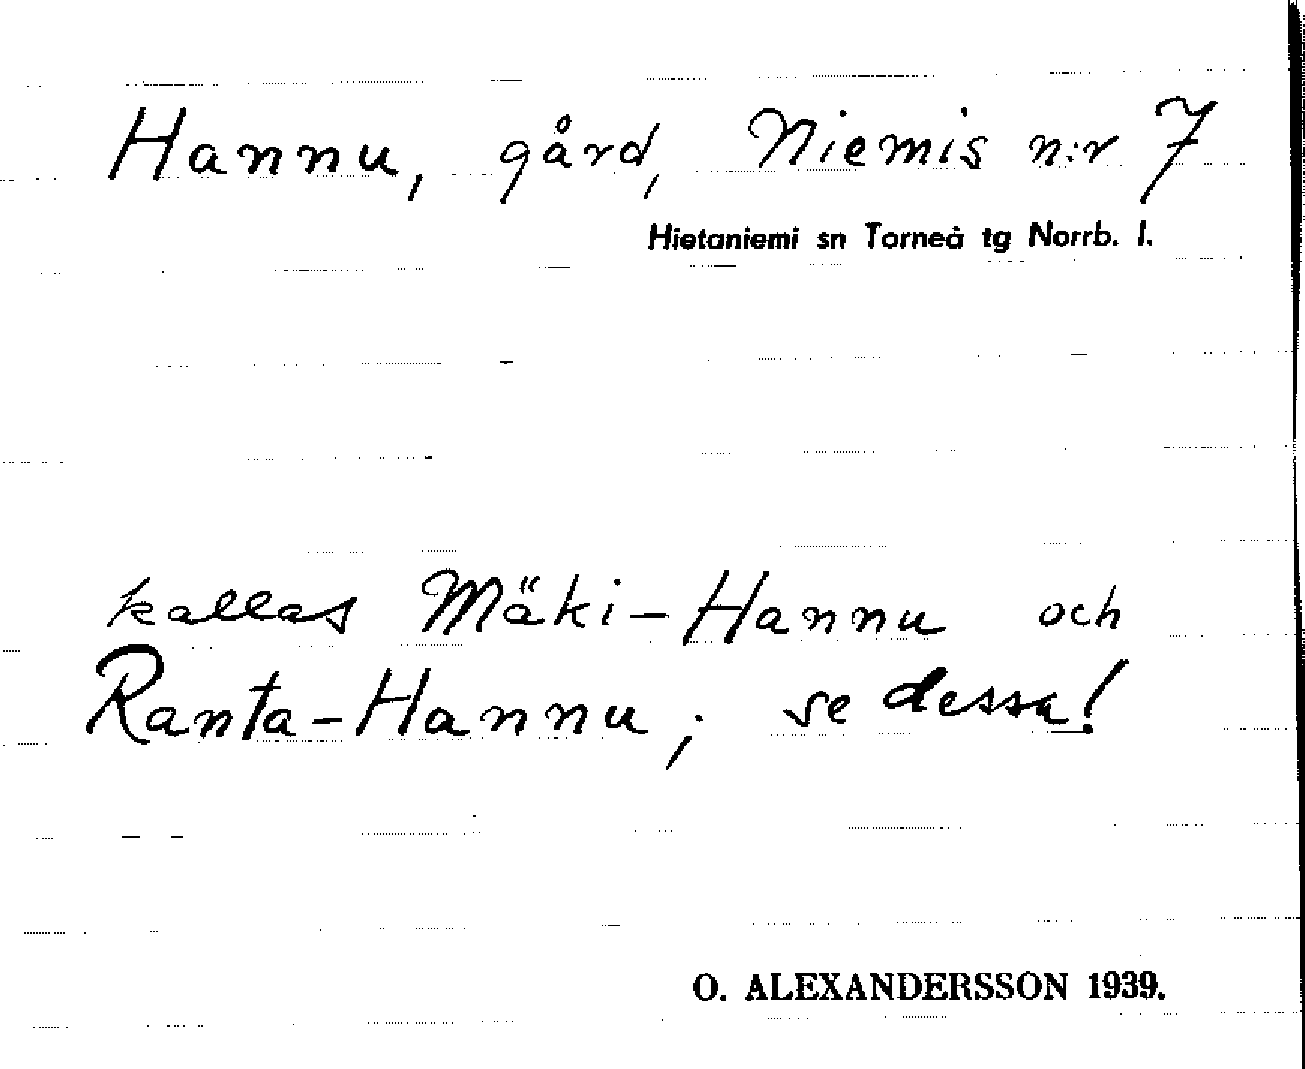 Hannu, gård, Niemis n:r 7
Hietaniemi sn Torneå tg Norrb. l.
kallas Mäki-Hannu och
Ranta-Hannu; se dessa!
O. ALEXANDERSSON 1939.